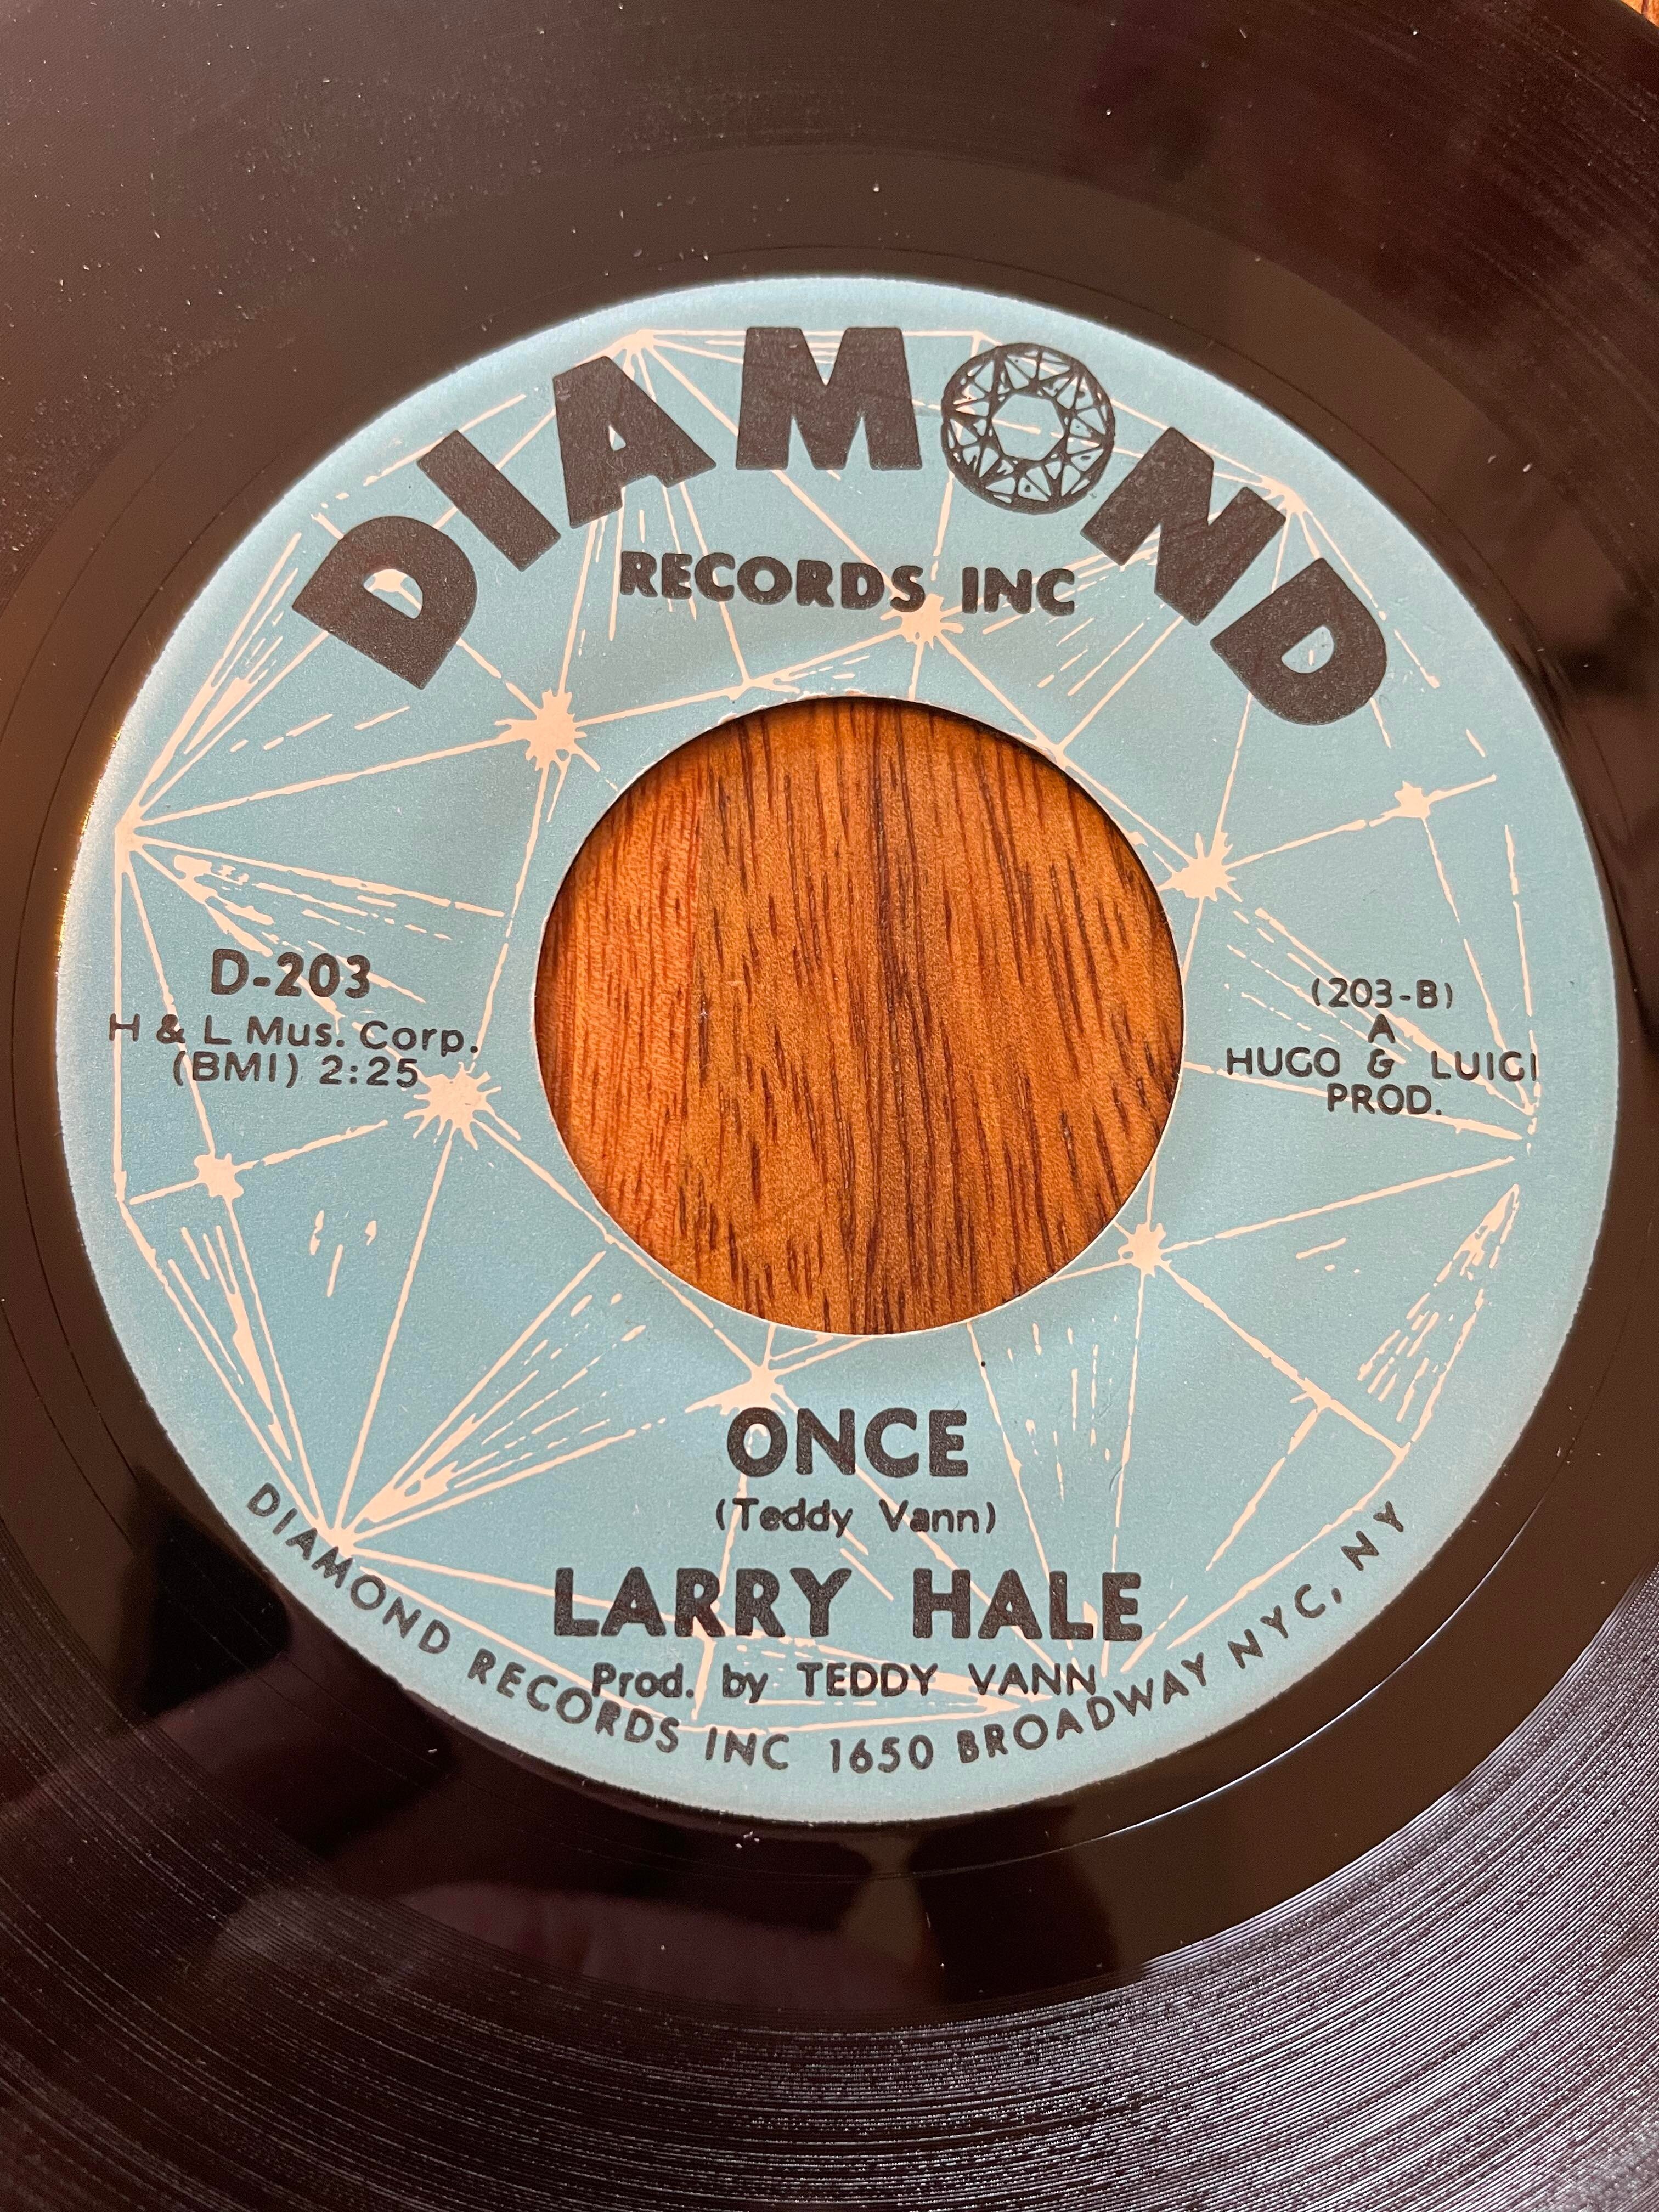 DIAMOND
RECORDS INC
D-203
H & L Mus. Corp.
(BMI) 2:25
(203-B)
A
HUGO & LUIGI
PROD.
ONCE
(Teddy Vann)
LARRY HALE
Prod. by TEDDY VANN
DIAMOND RECORDS INC 1650 BROADWAY NYC, NY